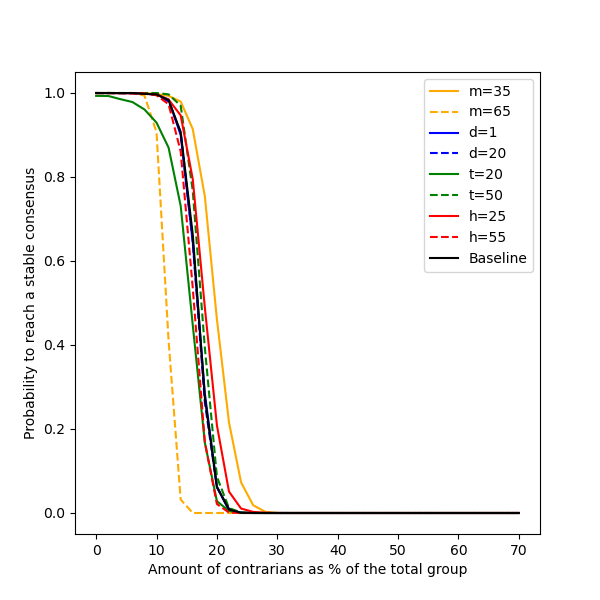 m=35
m=65
d=1
d=20
t=20
t=50
h=25
h=55
Baseline
1.0
0.8
0.6
0.4
0.2
0.0
Probability to reach a stable consensus
0 10 20 30 40 50 60 70
Amount of contrarians as % of the total group